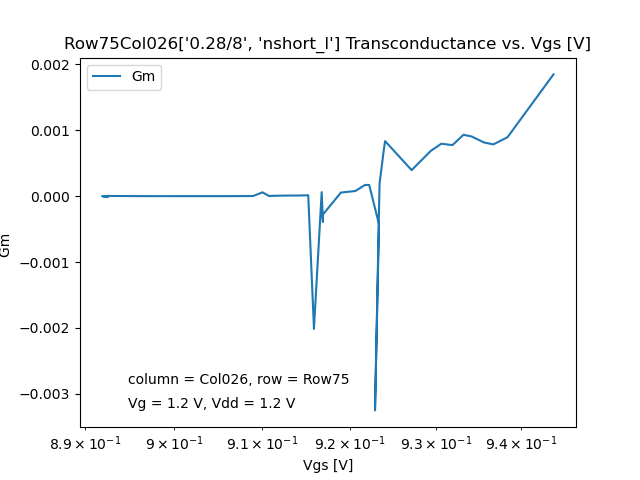 Row75Col026['0.28/8', 'nshort_l'] Transconductance vs. Vgs [V]
Gm
0.002
0.001
0.000
−0.001
−0.002
−0.003
Gm
column = Col026, row = Row75
Vg = 1.2 V, Vdd = 1.2 V
8.9 × 10⁻¹ 9 × 10⁻¹ 9.1 × 10⁻¹ 9.2 × 10⁻¹ 9.3 × 10⁻¹ 9.4 × 10⁻¹
Vgs [V]